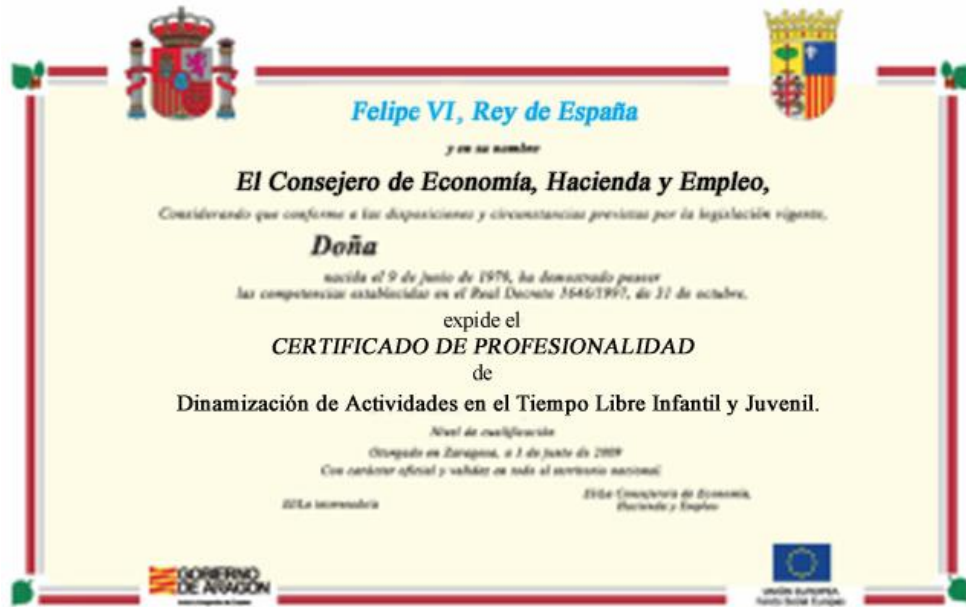 Felipe VI, Rey de España
y en su nombre
El Consejero de Economía, Hacienda y Empleo,
Considerando que conforme a las disposiciones y circunstancias previstas por la legislación vigente,
Doña
nacida el 9 de junio de 1979, ha demostrado poseer
las competencias establecidas en el Real Decreto 1646/1997, de 31 de octubre,
expide el
CERTIFICADO DE PROFESIONALIDAD
de
Dinamización de Actividades en el Tiempo Libre Infantil y Juvenil.
Nivel de cualificación
Otorgado en Zaragoza, a 1 de junio de 2009
Con carácter oficial y validez en todo el territorio nacional
El/La interesado/a
El/La Consejero/a de Economía,
Hacienda y Empleo
GOBIERNO
DE ARAGON
UNIÓN EUROPEA
Fondo Social Europeo